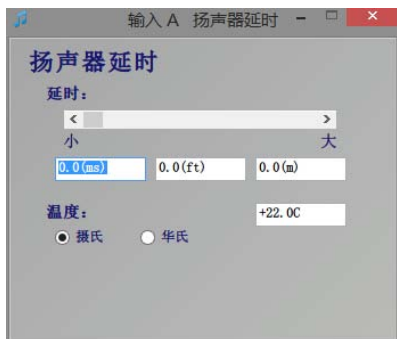 输入 A 扬声器延时
扬声器延时
延时：
小 大
0.0(ms) 0.0(ft) 0.0(m)
温度： +22.0C
摄氏 华氏